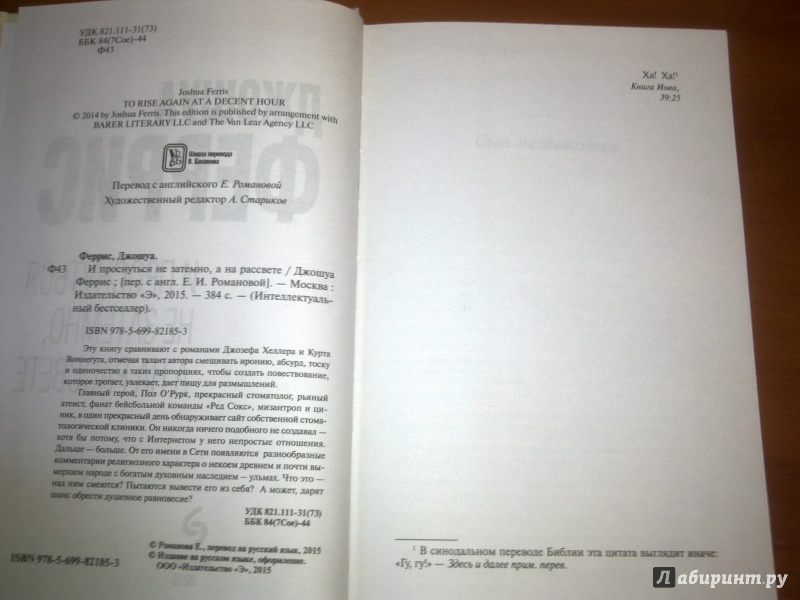 УДК 821.111-31(73)
ББК 84(7Сое)-44
Ф43
Joshua Ferris
TO RISE AGAIN AT A DECENT HOUR
© 2014 by Joshua Ferris. This edition is published by arrangement with
BARER LITERARY LLC and The Van Lear Agency LLC
Школа перевода
В. Баканова
Перевод с английского Е. Романовой
Художественный редактор А. Стариков
Феррис, Джошуа.
Ф43 И проснуться не затемно, а на рассвете / Джошуа
Феррис ; [пер. с англ. Е. И. Романовой]. — Москва :
Издательство «Э», 2015. — 384 с. — (Интеллектуаль-
ный бестселлер).
ISBN 978-5-699-82185-3
Эту книгу сравнивают с романами Джозефа Хеллера и Курта
Воннегута, отмечая талант автора смешивать иронию, абсурд, тоску
и одиночество в таких пропорциях, чтобы создать повествование,
которое трогает, увлекает, дает пищу для размышлений.
Главный герой, Пол О'Рурк, прекрасный стоматолог, рьяный
атеист, фанат бейсбольной команды «Ред Сокс», мизантроп и ци-
ник, в один прекрасный день обнаруживает сайт собственной стома-
тологической клиники. Он никогда ничего подобного не создавал —
хотя бы потому, что с Интернетом у него непростые отношения.
Дальше — больше. От его имени в Сети появляются разнообразные
комментарии религиозного характера о некоем древнем и почти вы-
мершем народе с богатым духовным наследием — ульмах. Что это —
над ним смеются? Пытаются вывести его из себя? А может, дарят
шанс обрести душевное равновесие?
УДК 821.111-31(73)
ББК 84(7Сое)-44
© Романова Е., перевод на русский язык, 2015
© Издание на русском языке, оформление.
ООО «Издательство «Э», 2015
ISBN 978-5-699-82185-3
Ха! Ха!¹
Книга Иова,
39:25
¹ В синодальном переводе Библии эта цитата выглядит иначе:
«Гу, гу!» — Здесь и далее прим. перев.
Лабиринт.ру